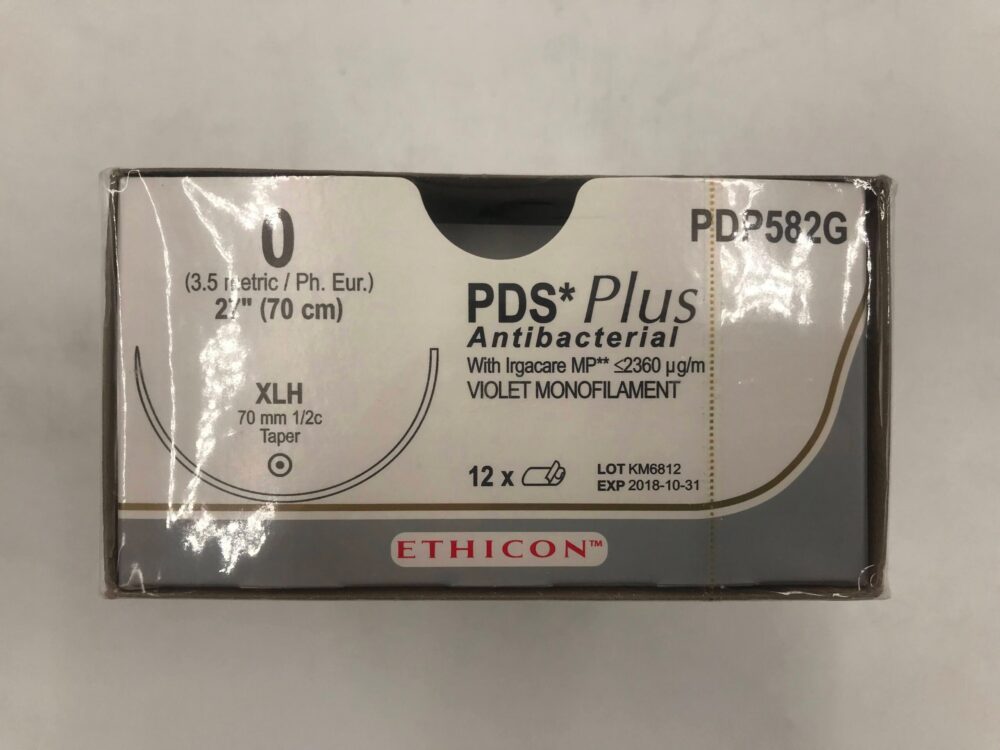 0
(3.5 metric / Ph. Eur.)
27" (70 cm)
XLH
70 mm 1/2c
Taper
PDP582G
PDS* Plus
Antibacterial
With Irgacare MP** ≤2360 µg/m
VIOLET MONOFILAMENT
12 x
LOT KM6812
EXP 2018-10-31
ETHICON™